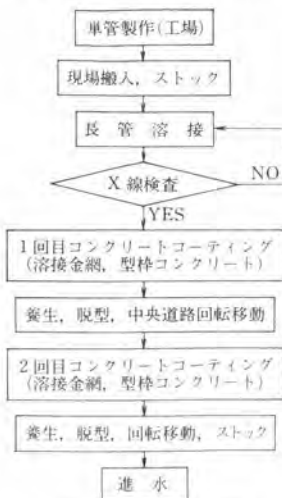 単管製作(工場)
現場搬入, ストック
長管溶接
X線検査
NO
YES
1回目コンクリートコーティング
(溶接金網, 型枠コンクリート)
養生, 脱型, 中央道路回転移動
2回目コンクリートコーティング
(溶接金網, 型枠コンクリート)
養生, 脱型, 回転移動, ストック
進水